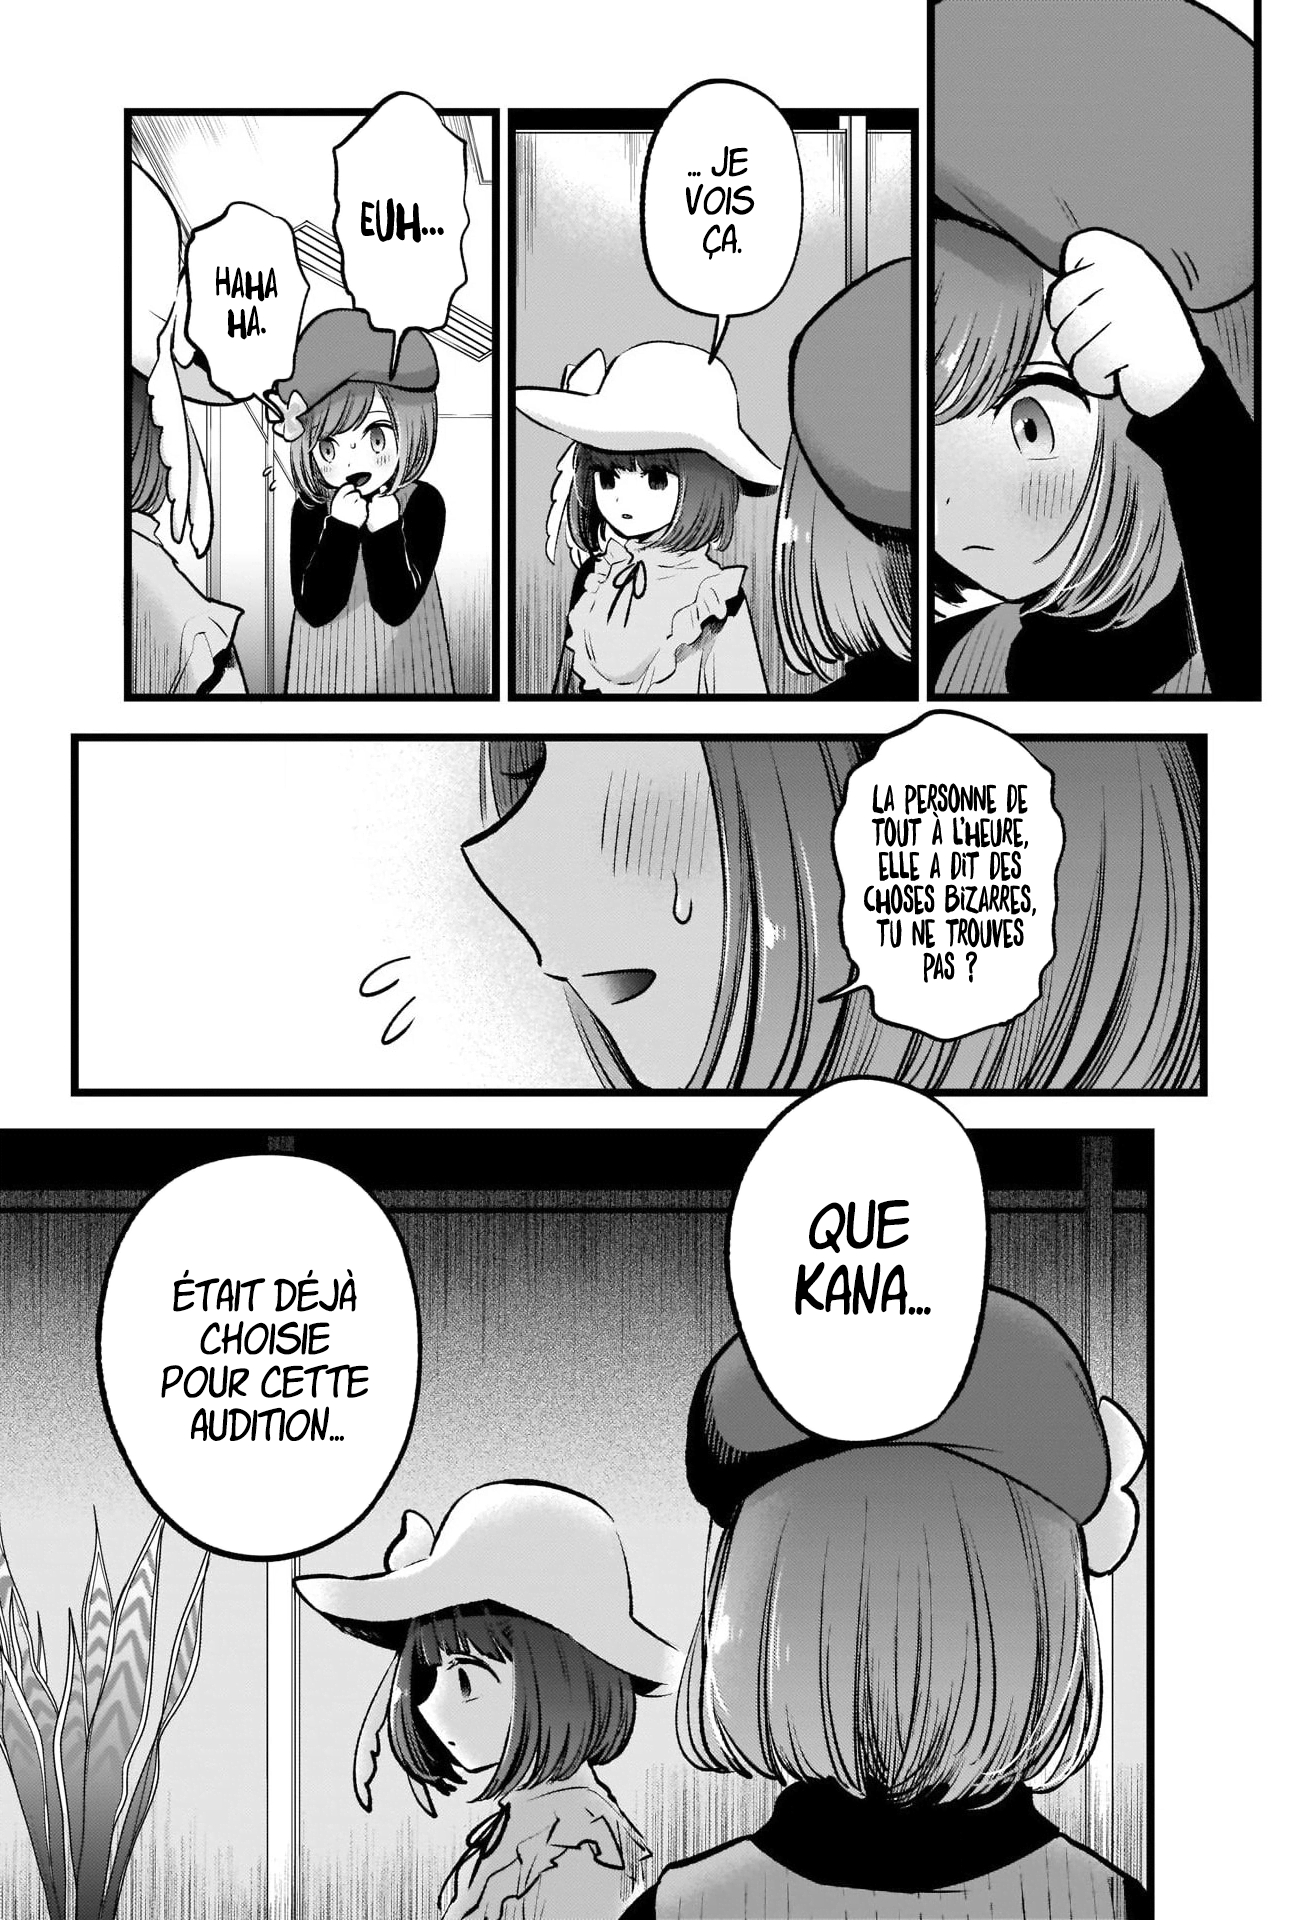 ... JE
VOIS
ÇA.
EUH...
HAHA
HA.
LA PERSONNE DE
TOUT À L'HEURE,
ELLE A DIT DES
CHOSES BIZARRES,
TU NE TROUVES
PAS ?
QUE
KANA...
ÉTAIT DÉJÀ
CHOISIE
POUR CETTE
AUDITION...